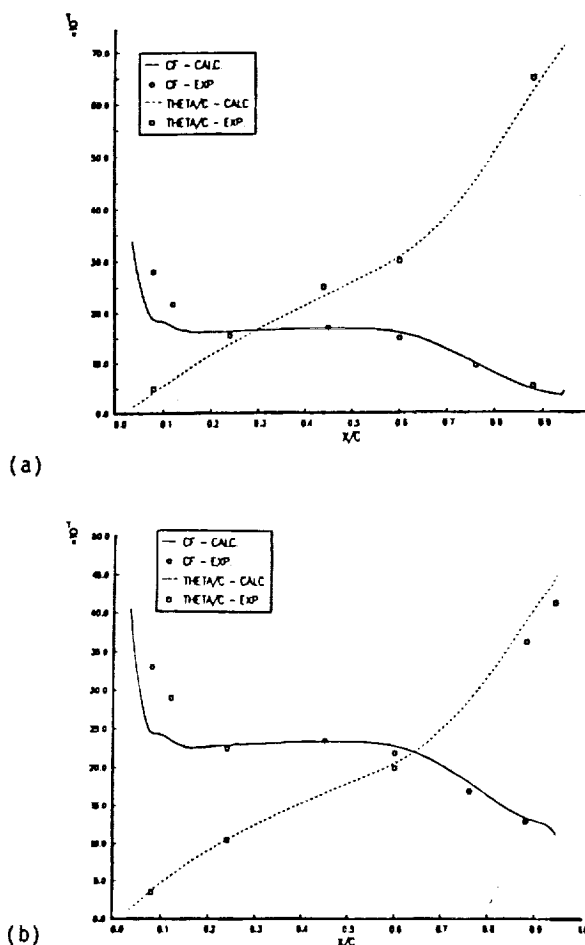 70.0
60.0
50.0
40.0
30.0
20.0
10.0
0.0
CF - CALC
CF - EXP
THETA/C - CALC
THETA/C - EXP
0.0 0.1 0.2 0.3 0.4 0.5 0.6 0.7 0.8 0.9
X/C
(a)
45.0
40.0
35.0
30.0
25.0
20.0
15.0
10.0
5.0
0.0
CF - CALC
CF - EXP
THETA/C - CALC
THETA/C - EXP
0.0 0.1 0.2 0.3 0.4 0.5 0.6 0.7 0.8 0.9
X/C
(b)